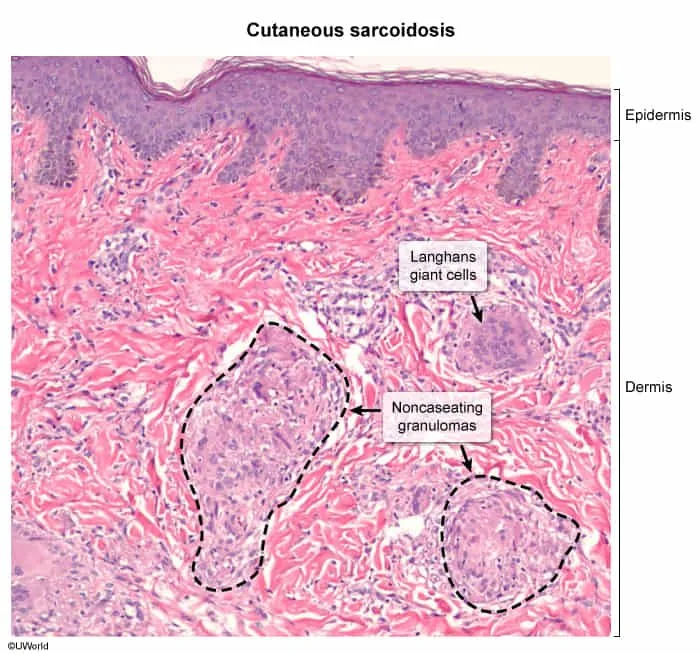 Cutaneous sarcoidosis
Epidermis
Langhans
giant cells
Dermis
Noncaseating
granulomas
©UWorld